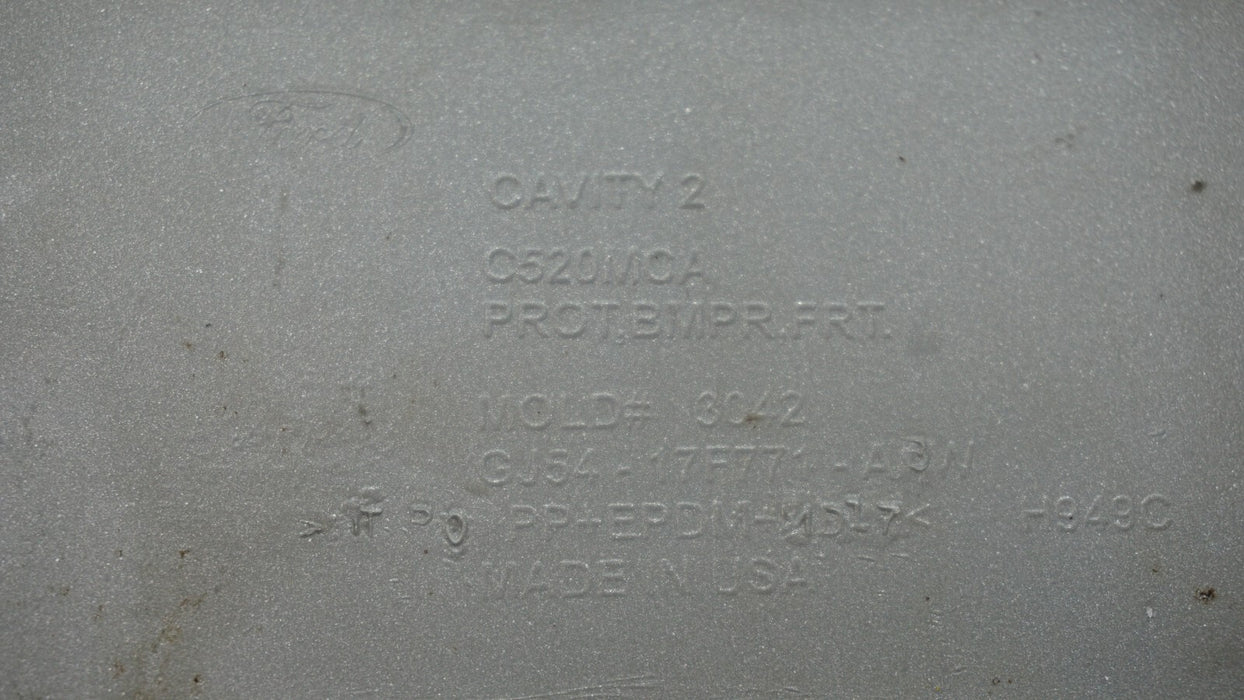 Ford
CAVITY 2
C520MCA
PROT.BMPR.FRT.
MOLD# 3042
GJ54 - 17F771 - A
PP+EPDM- H949C
MADE IN USA